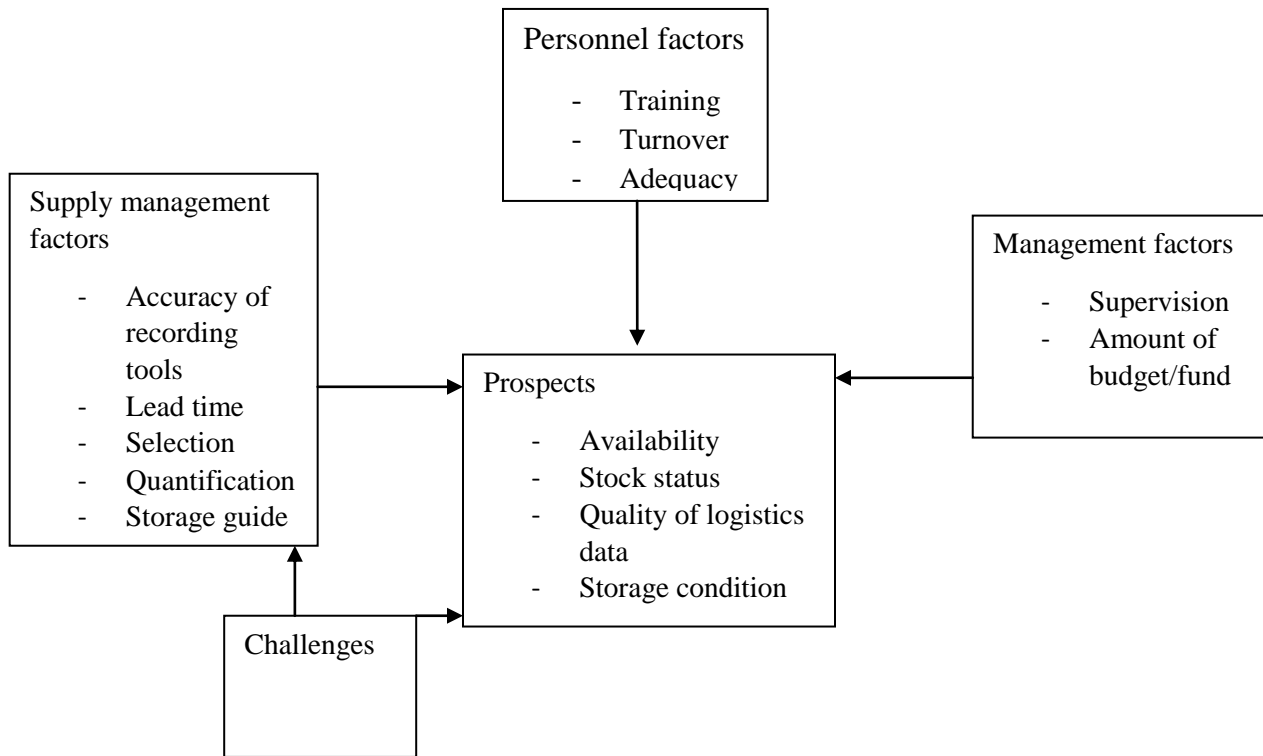 Personnel factors
- Training
- Turnover
- Adequacy
Supply management
factors
- Accuracy of
recording
tools
- Lead time
- Selection
- Quantification
- Storage guide
Management factors
- Supervision
- Amount of
budget/fund
Prospects
- Availability
- Stock status
- Quality of logistics
data
- Storage condition
Challenges